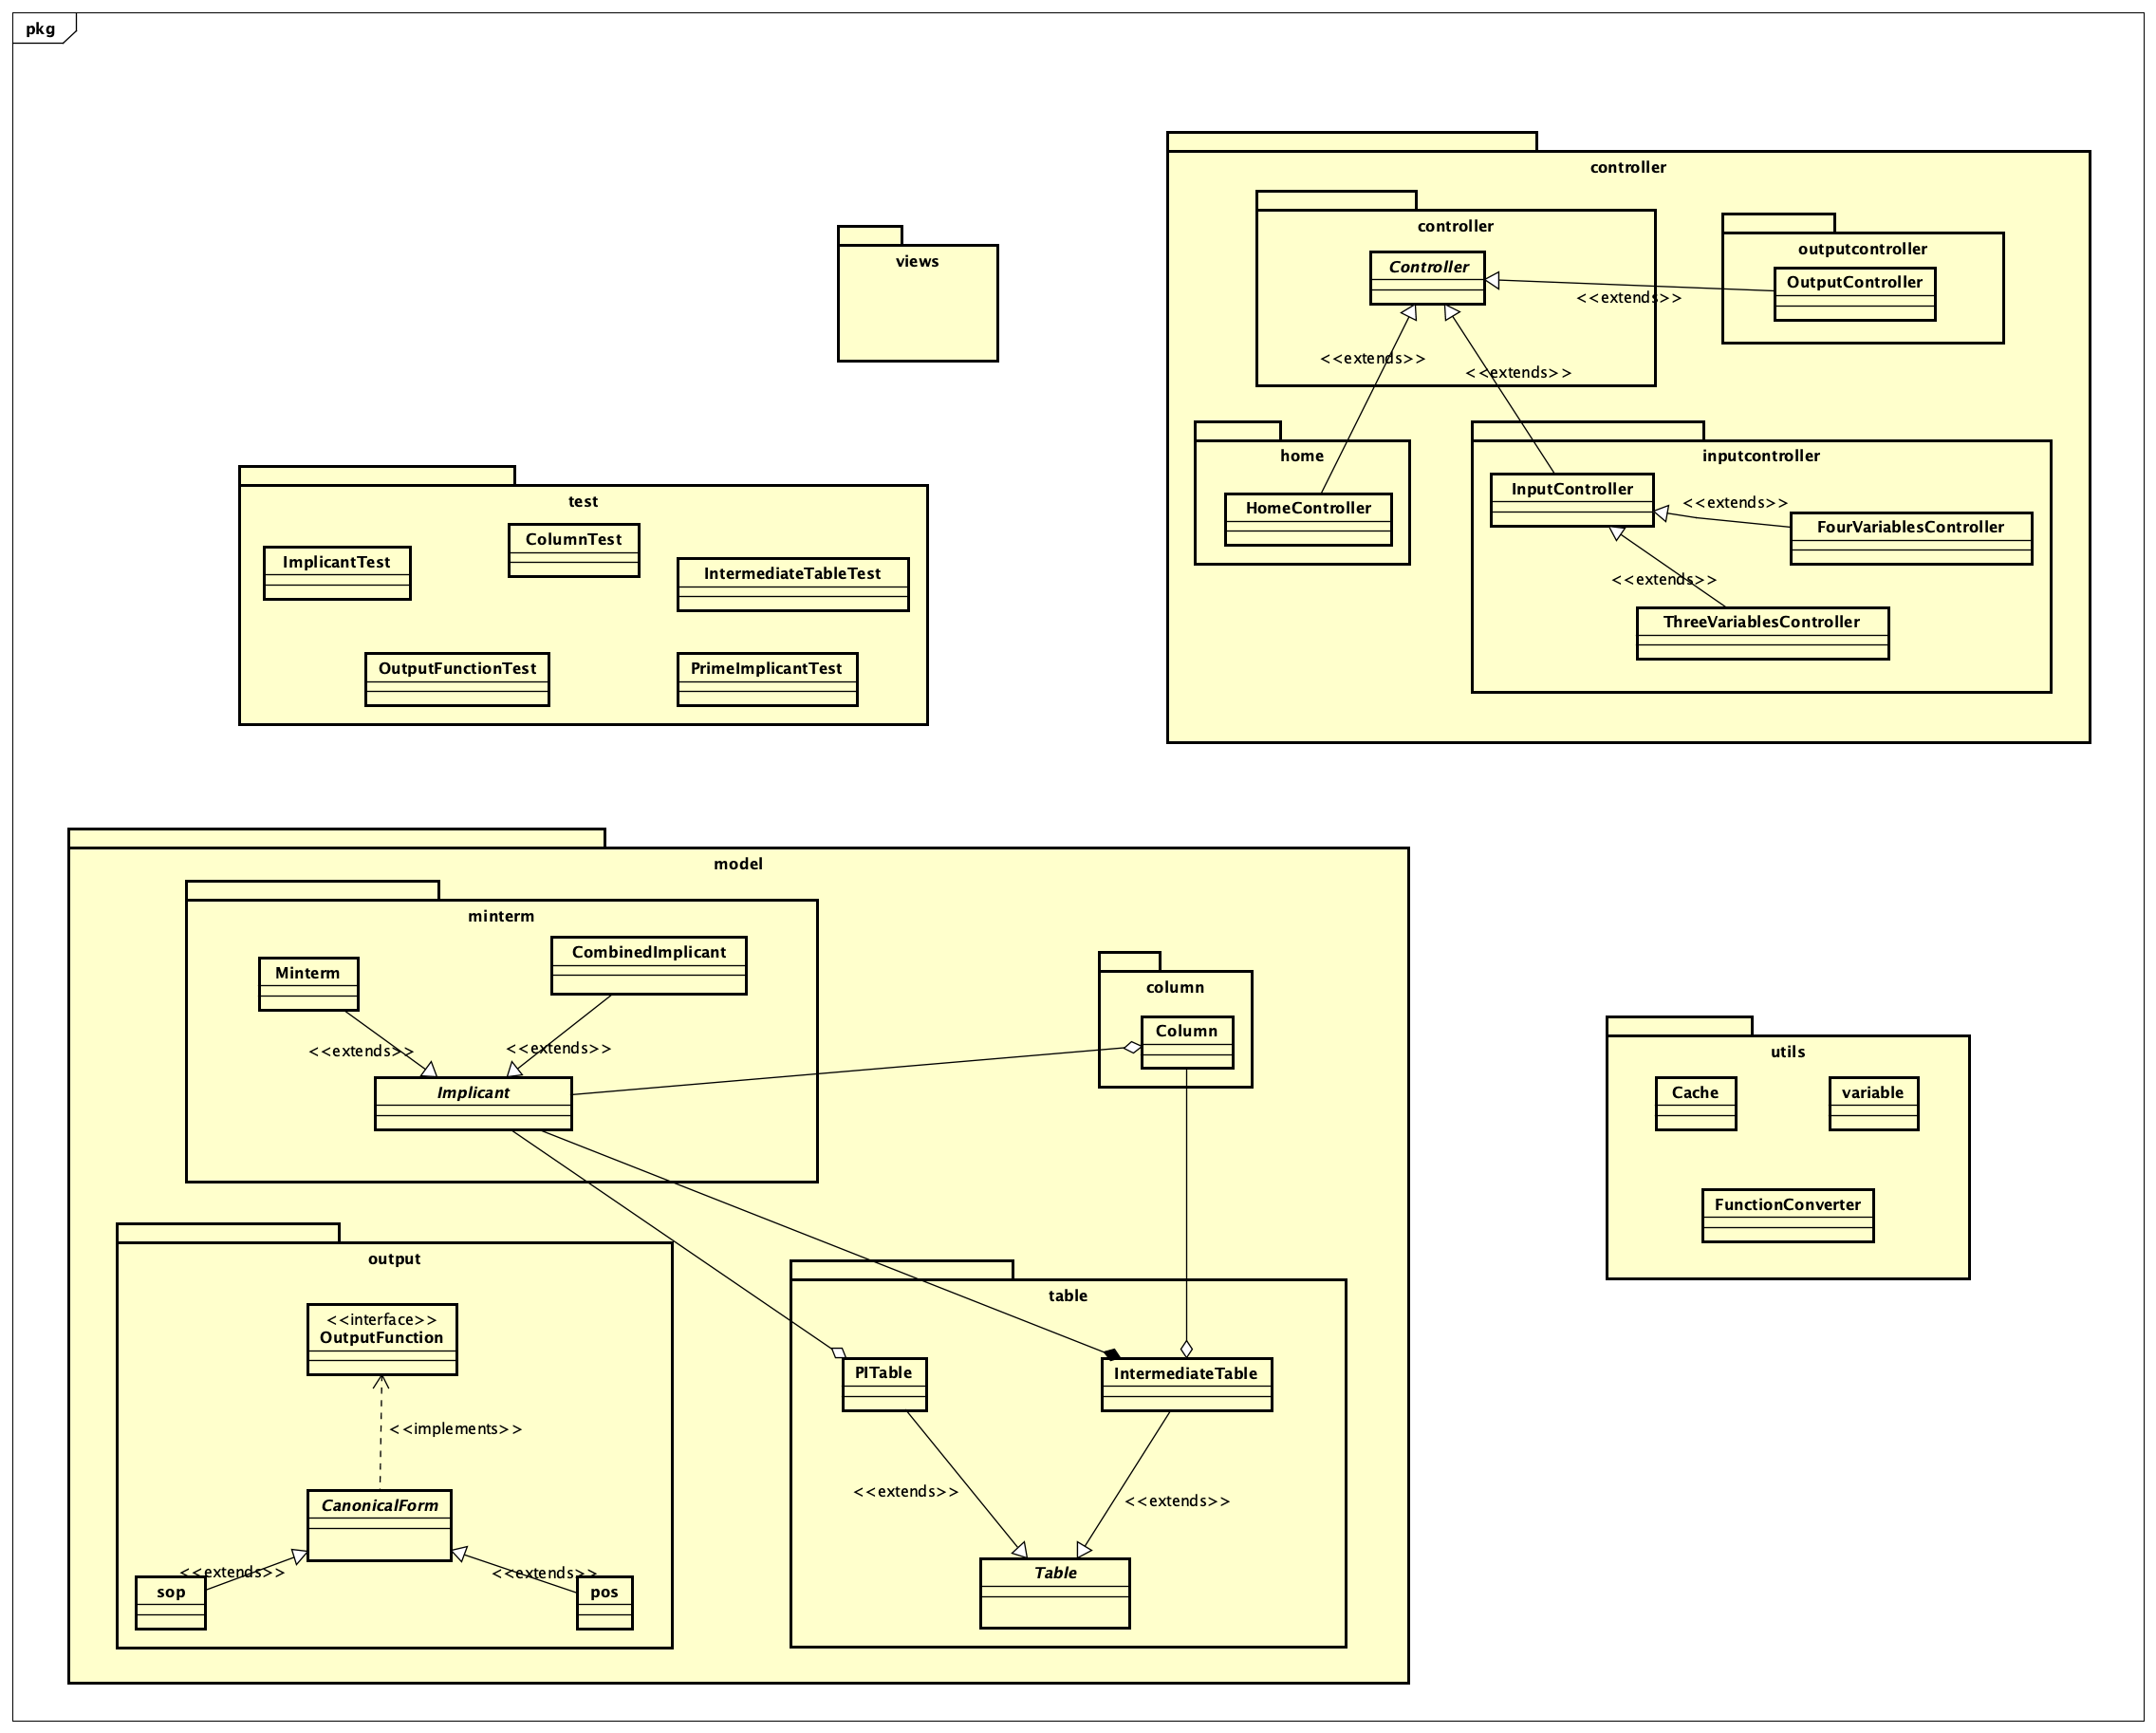 pkg
controller
controller
Controller
outputcontroller
OutputController
<<extends>>
<<extends>>
<<extends>>
home
HomeController
inputcontroller
InputController
<<extends>>
FourVariablesController
<<extends>>
ThreeVariablesController
views
test
ImplicantTest
ColumnTest
IntermediateTableTest
OutputFunctionTest
PrimeImplicantTest
model
minterm
Minterm
CombinedImplicant
<<extends>>
<<extends>>
Implicant
column
Column
output
<<interface>>
OutputFunction
<<implements>>
CanonicalForm
<<extends>>
<<extends>>
sop
pos
table
PITable
IntermediateTable
<<extends>>
<<extends>>
Table
utils
Cache
variable
FunctionConverter